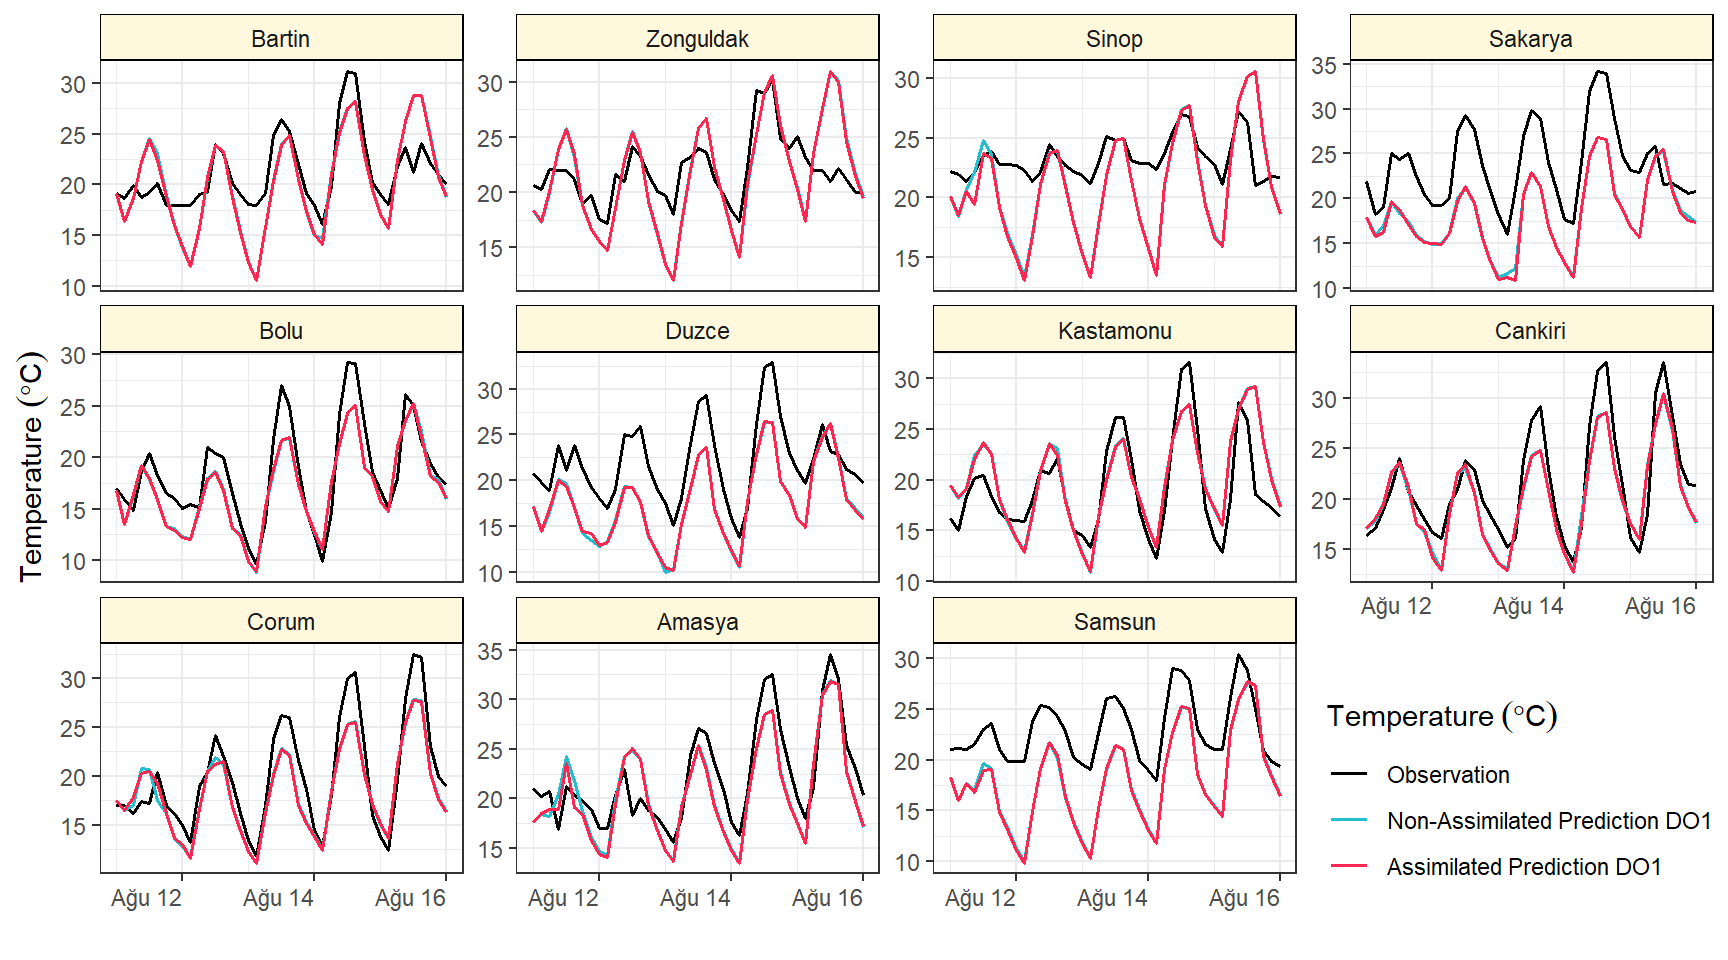 Bartin
Zonguldak
Sinop
Sakarya
30
25
20
15
10
30
25
20
15
30
25
20
15
35
30
25
20
15
10
Bolu
Duzce
Kastamonu
Cankiri
30
25
20
15
10
30
25
20
15
10
30
25
20
15
10
30
25
20
15
Ağu 12 Ağu 14 Ağu 16
Corum
Amasya
Samsun
30
25
20
15
35
30
25
20
15
30
25
20
15
10
Ağu 12 Ağu 14 Ağu 16
Ağu 12 Ağu 14 Ağu 16
Ağu 12 Ağu 14 Ağu 16
Temperature (°C)
Temperature (°C)
Observation
Non-Assimilated Prediction DO1
Assimilated Prediction DO1